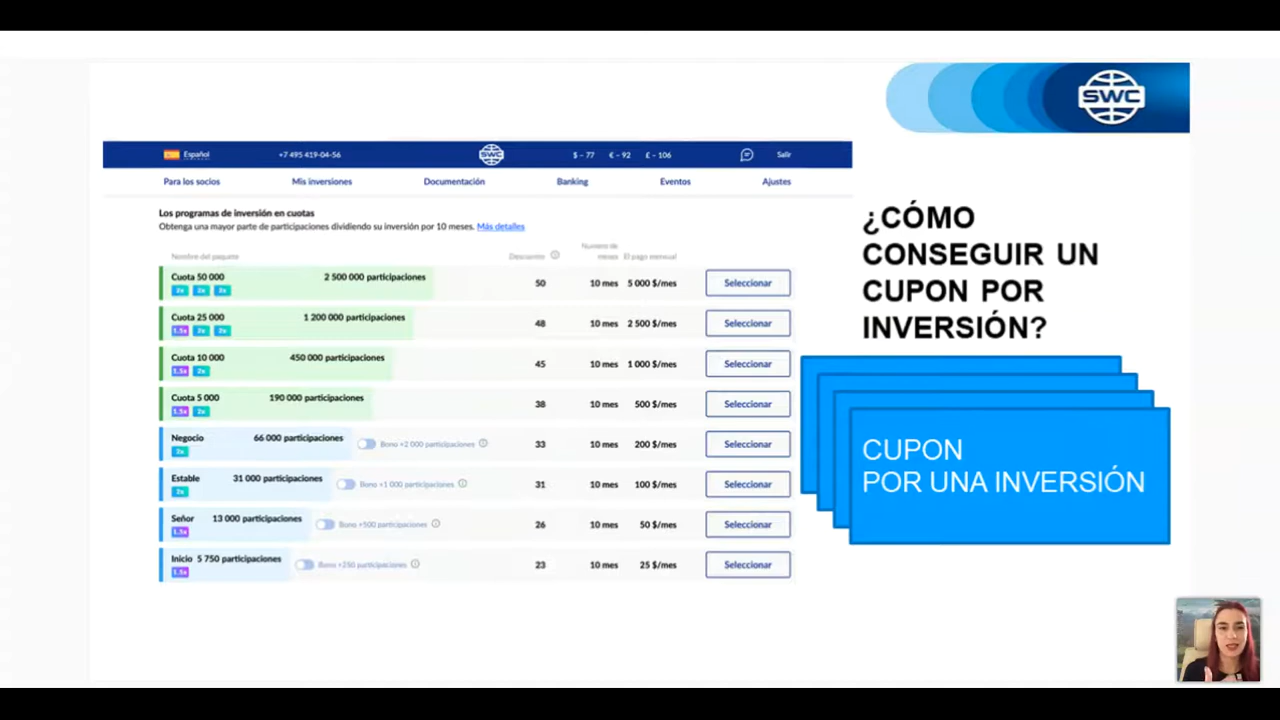 SWC
Español
+7 495 419-04-56
SWC
$ – 77 € – 92 £ – 106
Salir
Para los socios
Mis inversiones
Documentación
Banking
Eventos
Ajustes
Los programas de inversión en cuotas
Obtenga una mayor parte de participaciones dividiendo su inversión por 10 meses. Más detalles
Nombre del paquete
Descuento
Numero de meses
El pago mensual
Cuota 50 000 2 500 000 participaciones 50 10 mes 5 000 $/mes Seleccionar
2x 2x 2x
Cuota 25 000 1 200 000 participaciones 48 10 mes 2 500 $/mes Seleccionar
1.5x 2x 2x
Cuota 10 000 450 000 participaciones 45 10 mes 1 000 $/mes Seleccionar
1.5x 2x
Cuota 5 000 190 000 participaciones 38 10 mes 500 $/mes Seleccionar
1.5x 2x
Negocio 66 000 participaciones Bono +2 000 participaciones 33 10 mes 200 $/mes Seleccionar
2x
Estable 31 000 participaciones Bono +1 000 participaciones 31 10 mes 100 $/mes Seleccionar
2x
Señor 13 000 participaciones Bono +500 participaciones 26 10 mes 50 $/mes Seleccionar
1.5x
Inicio 5 750 participaciones Bono +250 participaciones 23 10 mes 25 $/mes Seleccionar
1.5x
¿CÓMO
CONSEGUIR UN
CUPON POR
INVERSIÓN?
CUPON
POR UNA INVERSIÓN